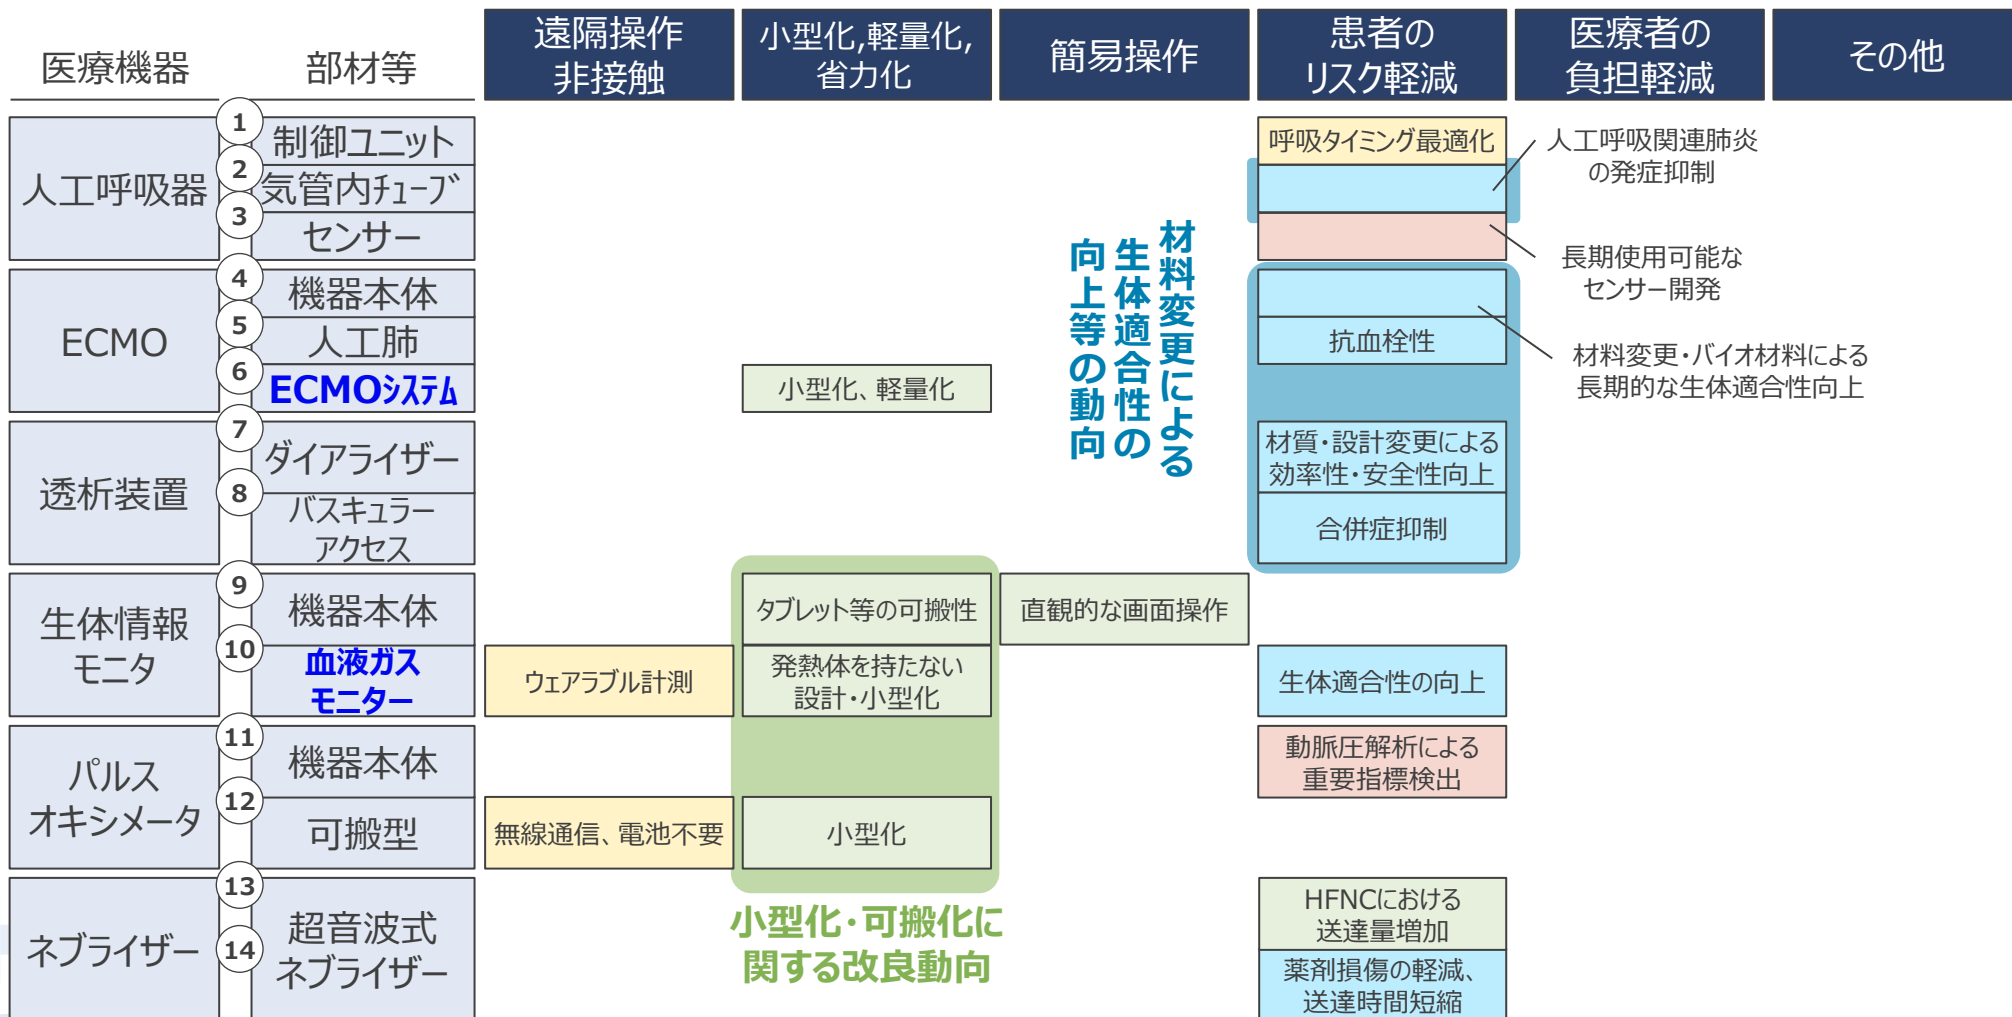 医療機器
部材等
遠隔操作
非接触
小型化,軽量化,
省力化
簡易操作
患者の
リスク軽減
医療者の
負担軽減
その他
人工呼吸器
1
制御ユニット
呼吸タイミング最適化
2
気管内ﾁｭｰﾌﾞ
人工呼吸関連肺炎
の発症抑制
3
センサー
長期使用可能な
センサー開発
ECMO
4
機器本体
材料変更・バイオ材料による
長期的な生体適合性向上
5
人工肺
抗血栓性
6
ECMOｼｽﾃﾑ
小型化、軽量化
材料変更による
生体適合性の
向上等の動向
透析装置
7
ダイアライザー
材質・設計変更による
効率性・安全性向上
8
バスキュラー
アクセス
合併症抑制
生体情報
モニタ
9
機器本体
タブレット等の可搬性
直観的な画面操作
10
血液ガス
モニター
ウェアラブル計測
発熱体を持たない
設計・小型化
生体適合性の向上
パルス
オキシメータ
11
機器本体
動脈圧解析による
重要指標検出
12
可搬型
無線通信、電池不要
小型化
小型化・可搬化に
関する改良動向
ネブライザー
13
14
超音波式
ネブライザー
HFNCにおける
送達量増加
薬剤損傷の軽減、
送達時間短縮